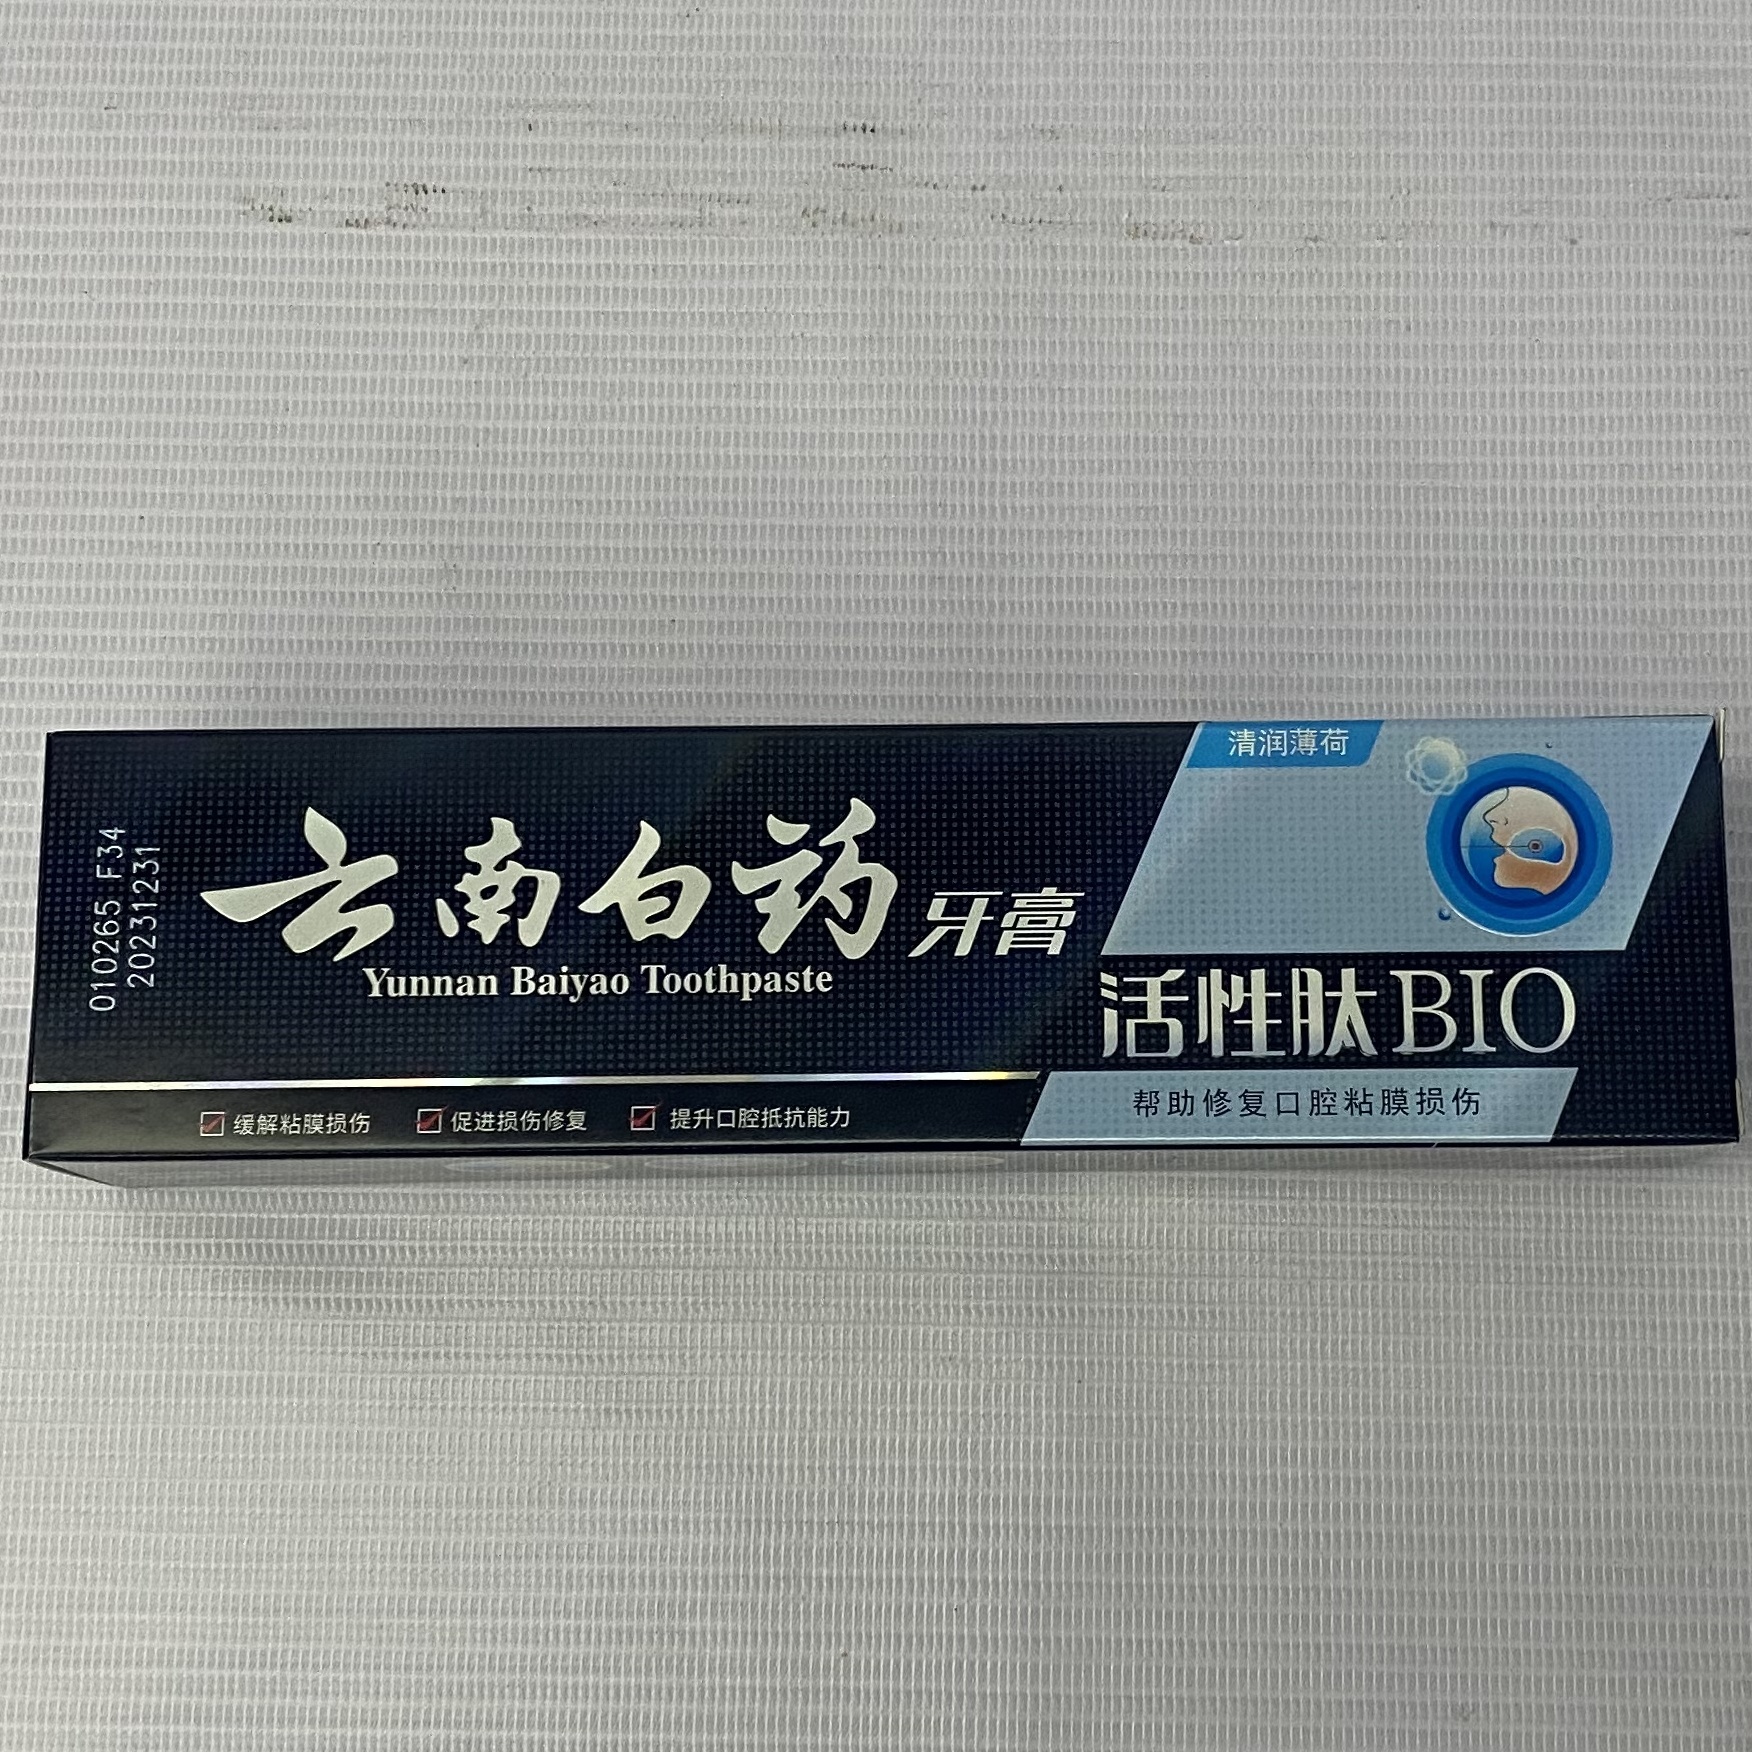 010265 F34
20231231
云南白药牙膏
Yunnan Baiyao Toothpaste
清润薄荷
活性肽BIO
帮助修复口腔粘膜损伤
缓解粘膜损伤 促进损伤修复 提升口腔抵抗能力